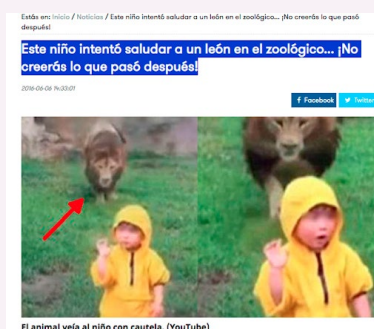 Estás en: Inicio / Noticias / Este niño intentó saludar a un león en el zoológico... ¡No creerás lo que pasó
después!
Este niño intentó saludar a un león en el zoológico... ¡No
creerás lo que pasó después!
2016-06-06 14:33:01
Facebook
Twitter
El animal veía al niño con cautela. (YouTube)